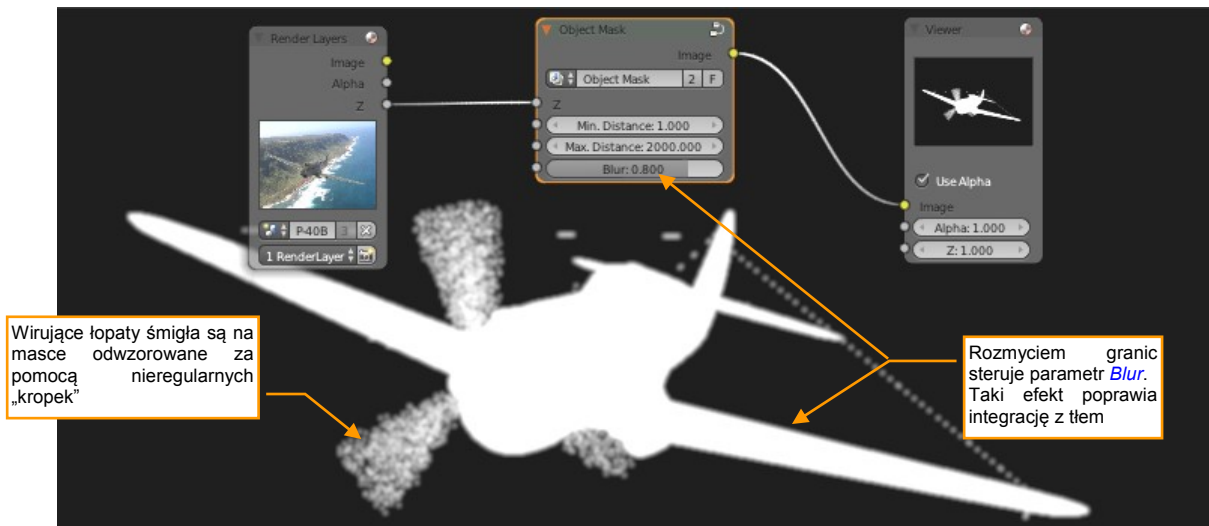 Render Layers
Image
Alpha
Z
P-40B 3
1 RenderLayer
Object Mask
Image
Object Mask 2 F
Z
Min. Distance: 1.000
Max. Distance: 2000.000
Blur: 0.800
Viewer
Use Alpha
Image
Alpha: 1.000
Z: 1.000
Wirujące łopaty śmigła są na
masce odwzorowane za
pomocą nieregularnych
„kropek”
Rozmyciem granic
steruje parametr Blur.
Taki efekt poprawia
integrację z tłem